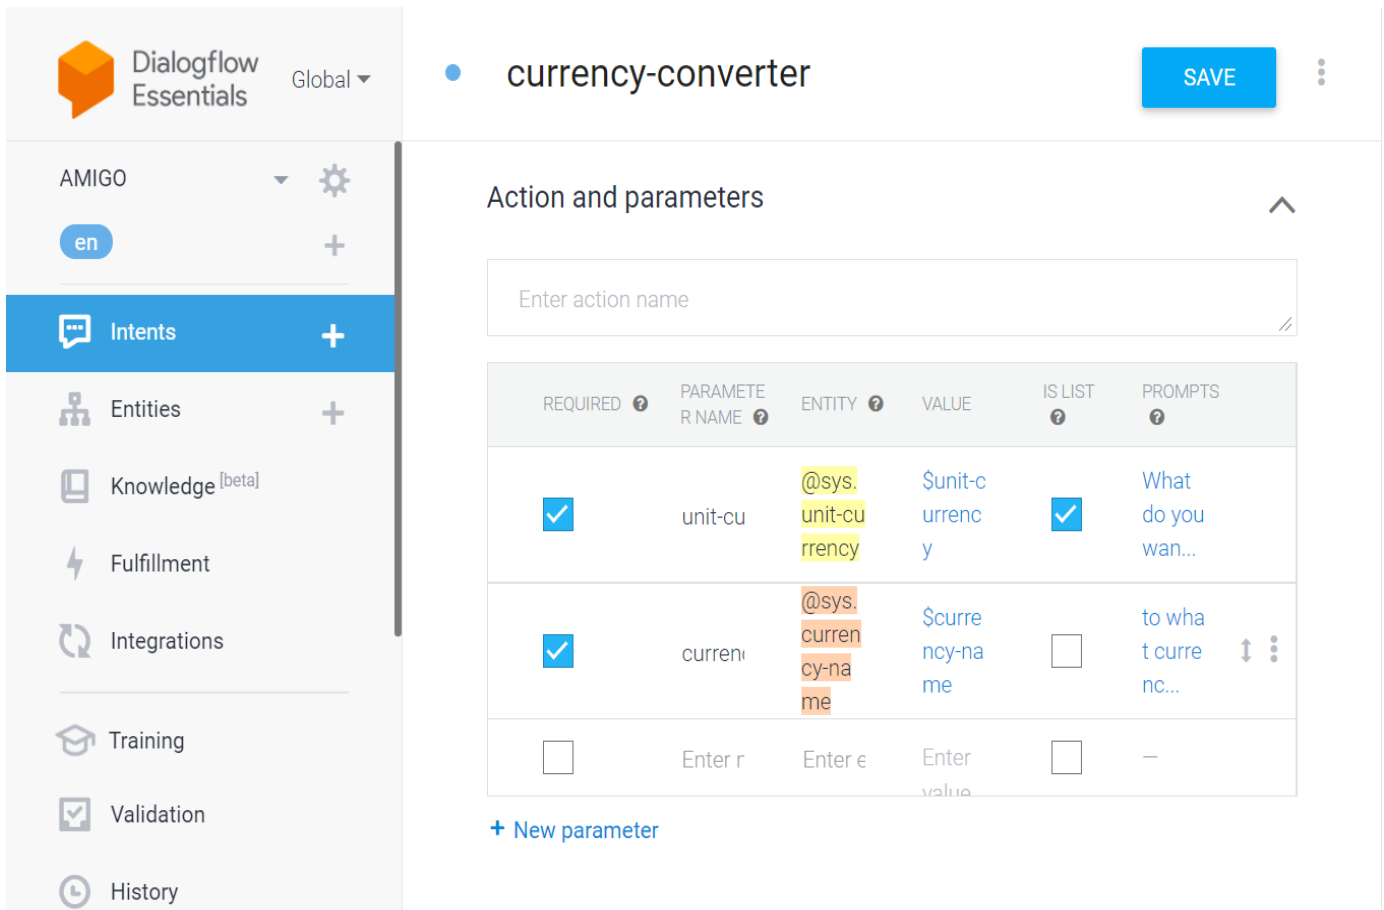 Dialogflow
Essentials
Global
currency-converter
SAVE
AMIGO
en
Intents
Entities
Knowledge [beta]
Fulfillment
Integrations
Training
Validation
History
Action and parameters
Enter action name
REQUIRED
PARAMETE
R NAME
ENTITY
VALUE
IS LIST
PROMPTS
unit-cu
@sys.
unit-cu
rrency
$unit-c
urrenc
y
What
do you
wan...
curren
@sys.
curren
cy-na
me
$curre
ncy-na
me
to wha
t curre
nc...
Enter
Enter e
Enter
value
—
+ New parameter